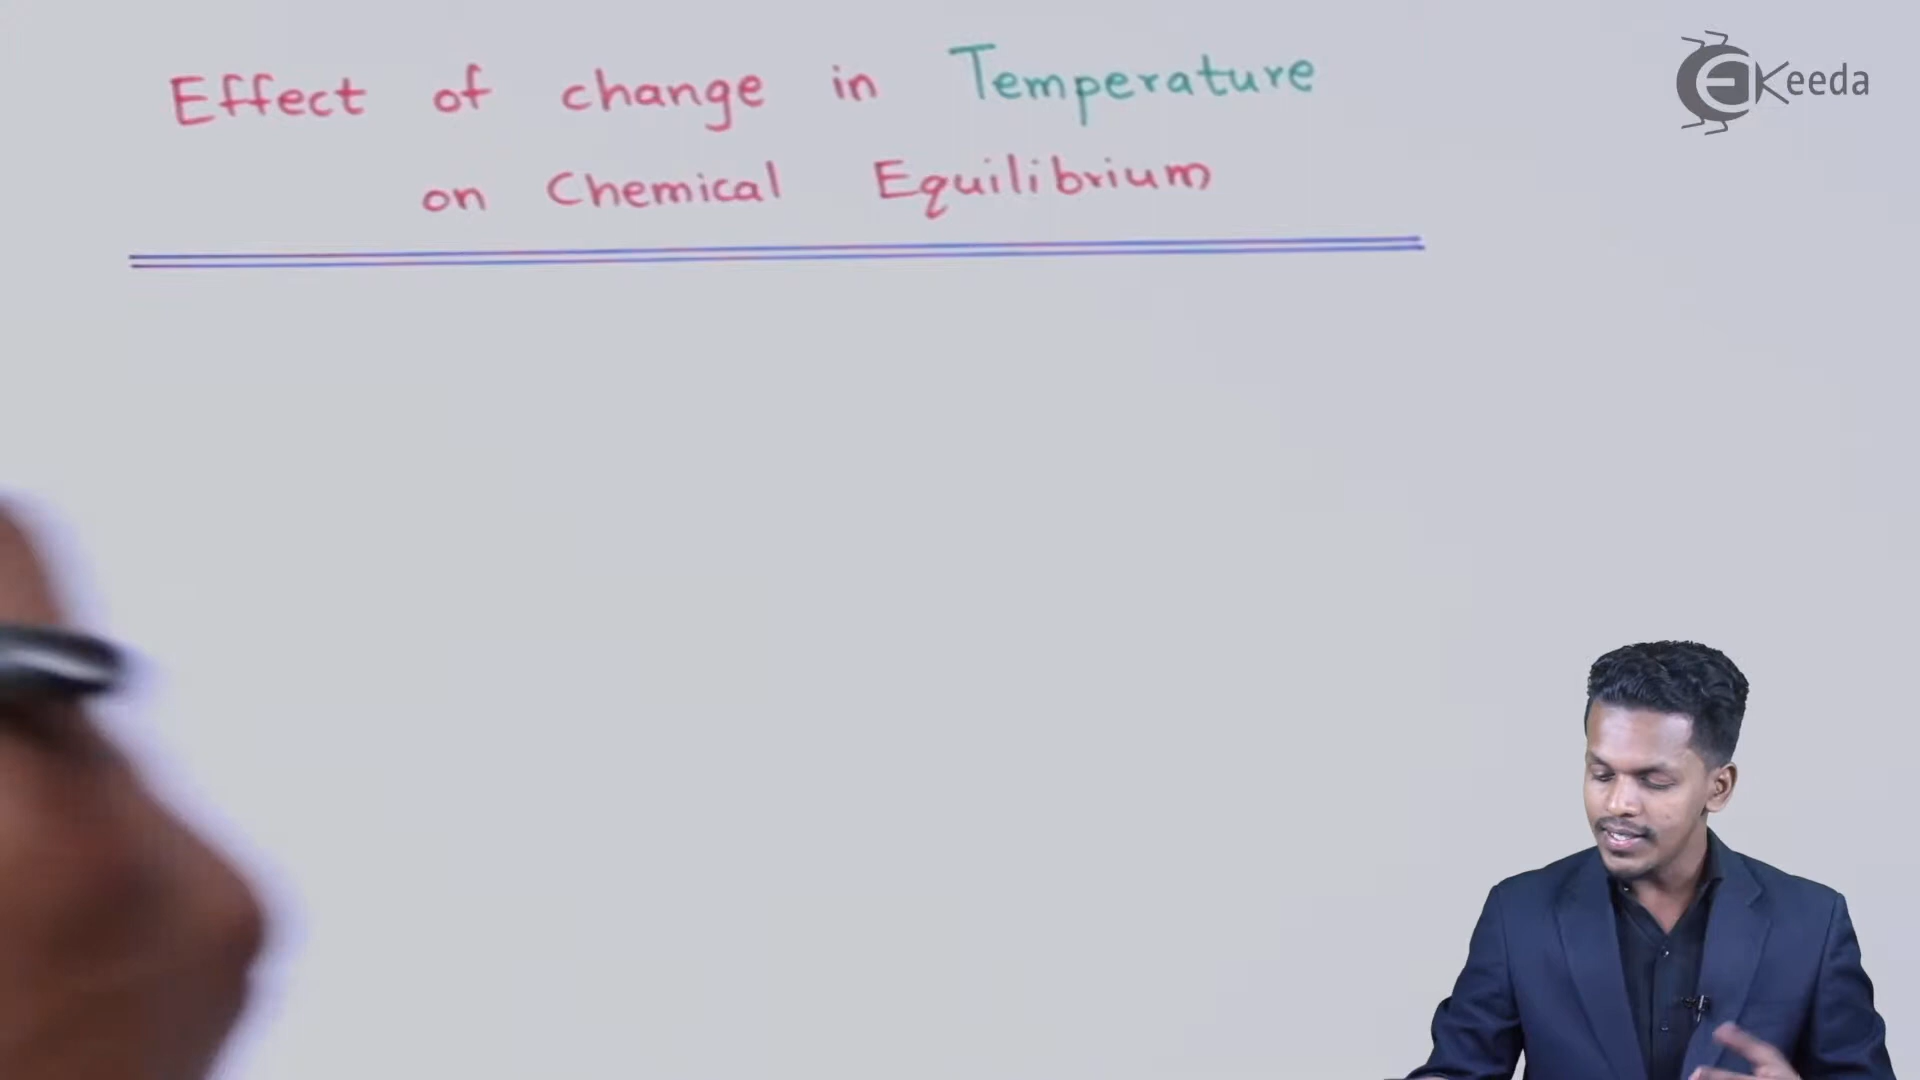 Effect of change in Temperature
on Chemical Equilibrium
EKeeda